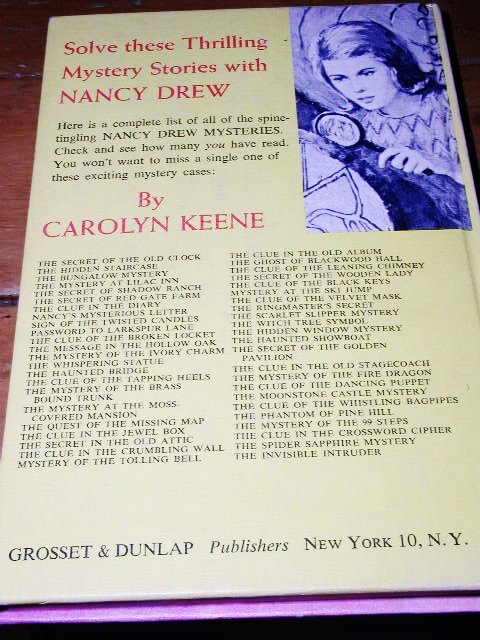 Solve these Thrilling
Mystery Stories with
NANCY DREW
Here is a complete list of all of the spine-
tingling NANCY DREW MYSTERIES.
Check and see how many you have read.
You won't want to miss a single one of
these exciting mystery cases:
By
CAROLYN KEENE
THE SECRET OF THE OLD CLOCK
THE HIDDEN STAIRCASE
THE BUNGALOW MYSTERY
THE MYSTERY AT LILAC INN
THE SECRET OF SHADOW RANCH
THE SECRET OF RED GATE FARM
THE CLUE IN THE DIARY
NANCY'S MYSTERIOUS LETTER
SIGN OF THE TWISTED CANDLES
PASSWORD TO LARKSPUR LANE
THE CLUE OF THE BROKEN LOCKET
THE MESSAGE IN THE HOLLOW OAK
THE MYSTERY OF THE IVORY CHARM
THE WHISPERING STATUE
THE HAUNTED BRIDGE
THE CLUE OF THE TAPPING HEELS
THE MYSTERY OF THE BRASS
BOUND TRUNK
THE MYSTERY AT THE MOSS-
COVERED MANSION
THE QUEST OF THE MISSING MAP
THE CLUE IN THE JEWEL BOX
THE SECRET IN THE OLD ATTIC
THE CLUE IN THE CRUMBLING WALL
MYSTERY OF THE TOLLING BELL
THE CLUE IN THE OLD ALBUM
THE GHOST OF BLACKWOOD HALL
THE CLUE OF THE LEANING CHIMNEY
THE SECRET OF THE WOODEN LADY
THE CLUE OF THE BLACK KEYS
MYSTERY AT THE SKI JUMP
THE CLUE OF THE VELVET MASK
THE RINGMASTER'S SECRET
THE SCARLET SLIPPER MYSTERY
THE WITCH TREE SYMBOL
THE HIDDEN WINDOW MYSTERY
THE HAUNTED SHOWBOAT
THE SECRET OF THE GOLDEN
PAVILION
THE CLUE IN THE OLD STAGECOACH
THE MYSTERY OF THE FIRE DRAGON
THE CLUE OF THE DANCING PUPPET
THE MOONSTONE CASTLE MYSTERY
THE CLUE OF THE WHISTLING BAGPIPES
THE PHANTOM OF PINE HILL
THE MYSTERY OF THE 99 STEPS
THE CLUE IN THE CROSSWORD CIPHER
THE SPIDER SAPPHIRE MYSTERY
THE INVISIBLE INTRUDER
GROSSET & DUNLAP Publishers NEW YORK 10, N.Y.